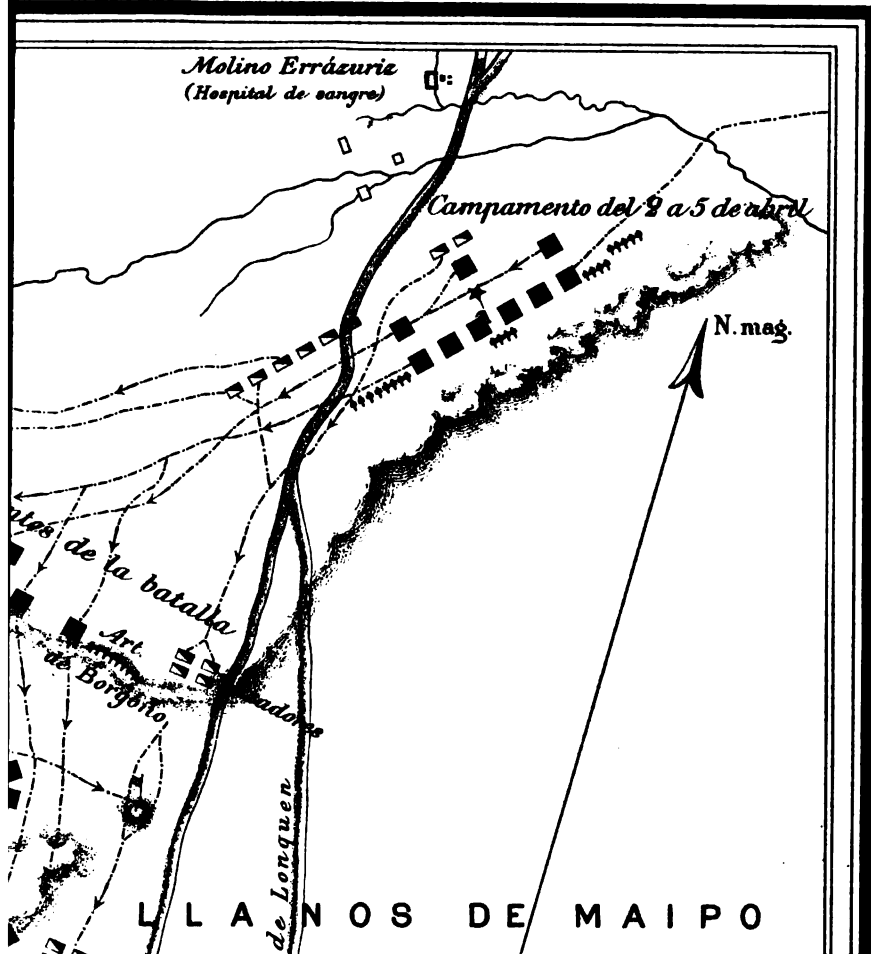 Molino Errázuriz
(Hospital de sangre)
Campamento del 2 a 5 de abril
N. mag.
de la batalla
Art.
de Borgoño
de Lonquen
LLANOS DE MAIPO